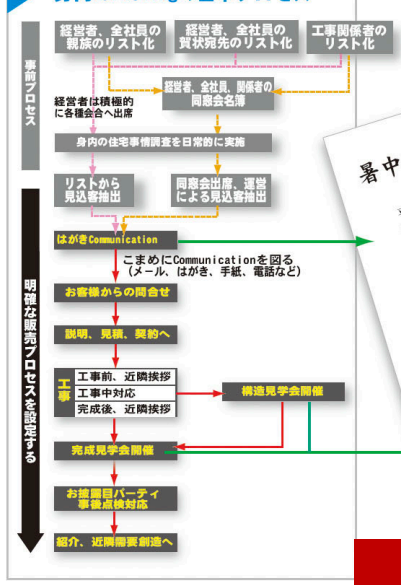 経営者、全社員の
親族のリスト化
経営者、全社員の
賀状宛先のリスト化
工事関係者の
リスト化
事前プロセス
経営者、全社員、関係者の
同窓会名簿
経営者は積極的
に各種会合へ出席
身内の住宅事情調査を日常的に実施
リストから
見込客抽出
同窓会出席、運営
による見込客抽出
暑中
はがきCommunication
こまめにCommunicationを図る
(メール、はがき、手紙、電話など)
明確な販売プロセスを設定する
お客様からの問合せ
説明、見積、契約へ
工事
工事前、近隣挨拶
工事中対応
完成後、近隣挨拶
構造見学会開催
完成見学会開催
お披露目パーティ
事後点検対応
紹介、近隣需要創造へ